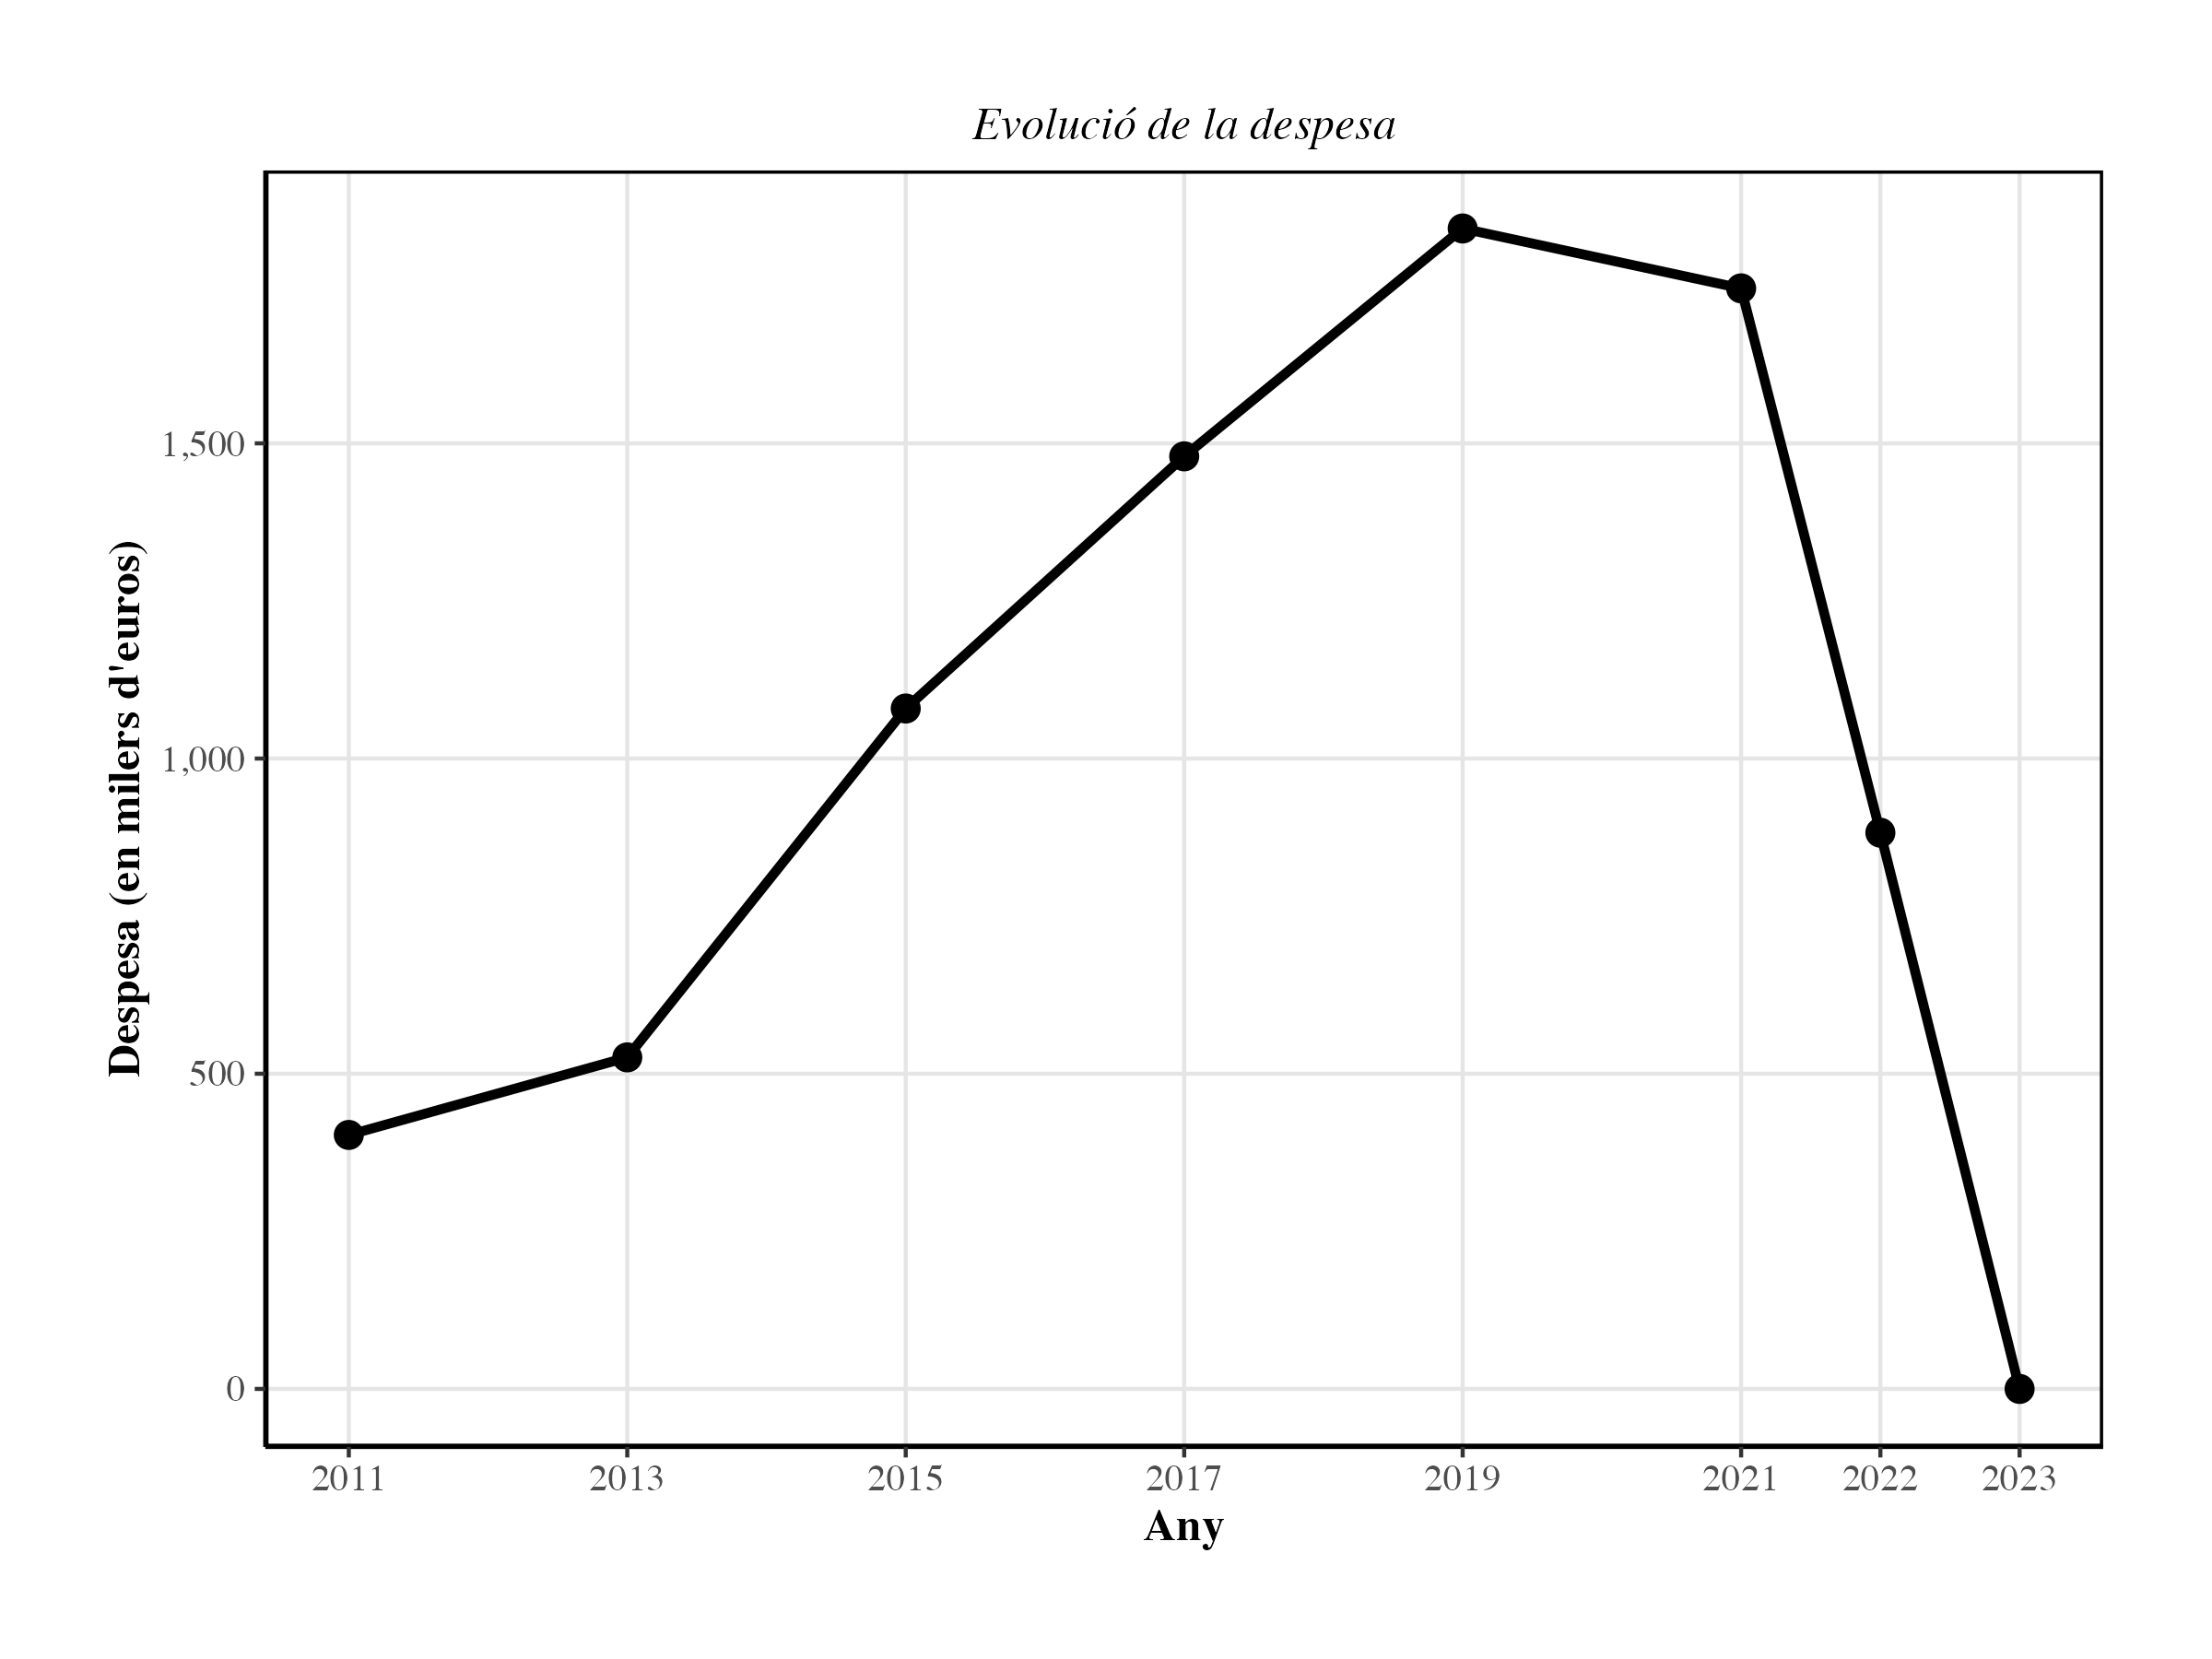 Evolució de la despesa
Despesa (en milers d'euros)
1,500
1,000
500
0
2011 2013 2015 2017 2019 2021 2022 2023
Any